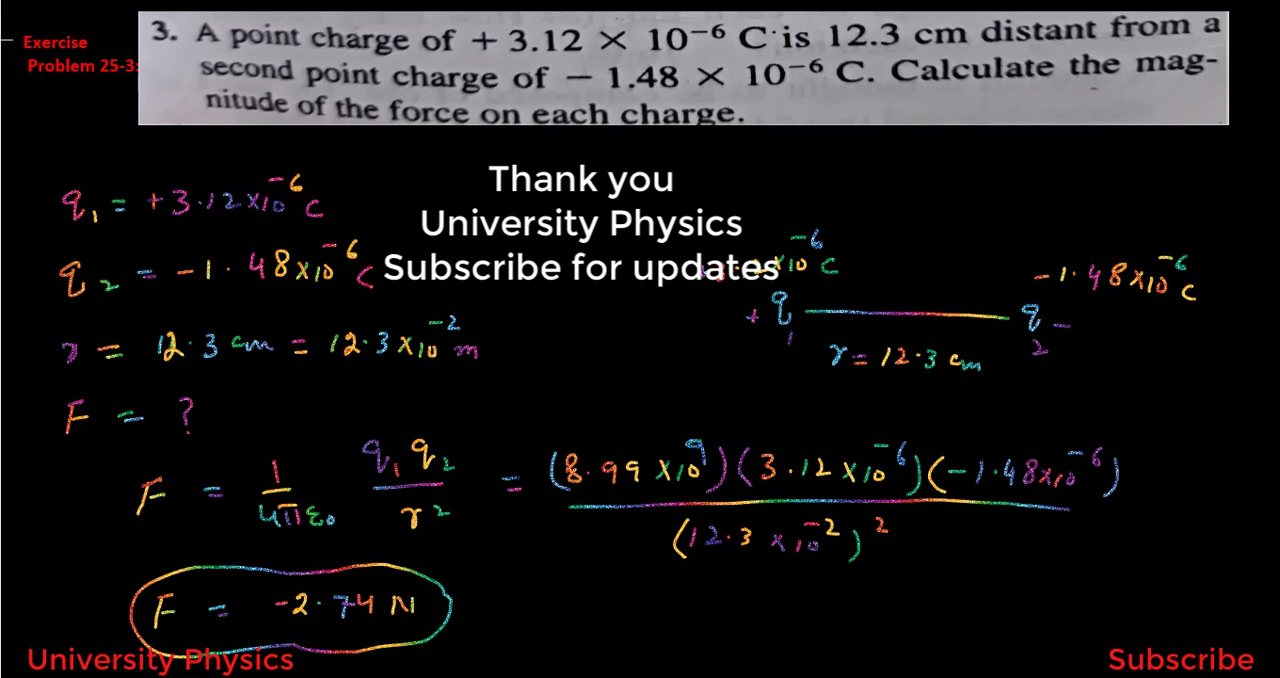 Exercise
Problem 25-3:
3. A point charge of + 3.12 × 10⁻⁶ C is 12.3 cm distant from a
second point charge of − 1.48 × 10⁻⁶ C. Calculate the mag-
nitude of the force on each charge.
Thank you
University Physics
Subscribe for updates
q₁ = +3.12×10⁻⁶ C
q₂ = -1.48×10⁻⁶ C
×10⁻⁶ C
-1.48×10⁻⁶ C
+q₁ q₂ -
r = 12.3 cm
r = 12.3 cm = 12.3×10⁻² m
F = ?
F = 1/4πε₀ q₁q₂/r² = (8.99×10⁹)(3.12×10⁻⁶)(-1.48×10⁻⁶)/(12.3×10⁻²)²
F = -2.74 N
University Physics
Subscribe